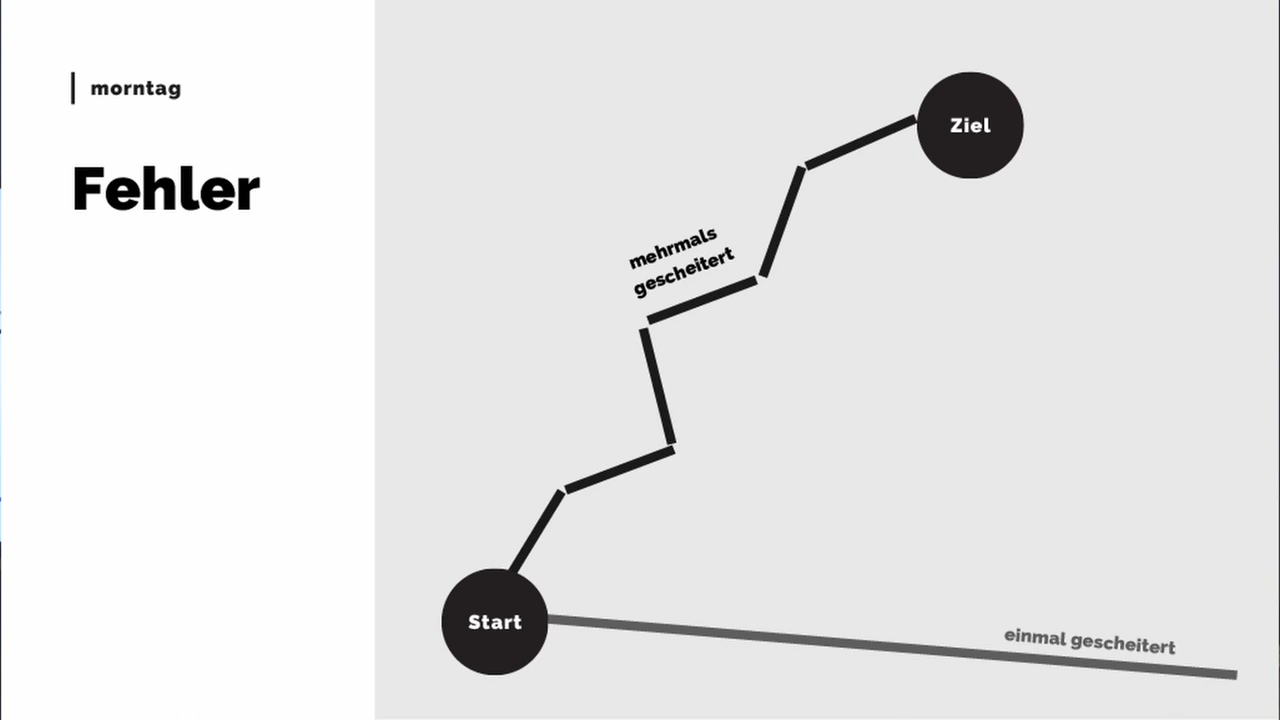 morntag
Fehler
Ziel
mehrmals
gescheitert
Start
einmal gescheitert